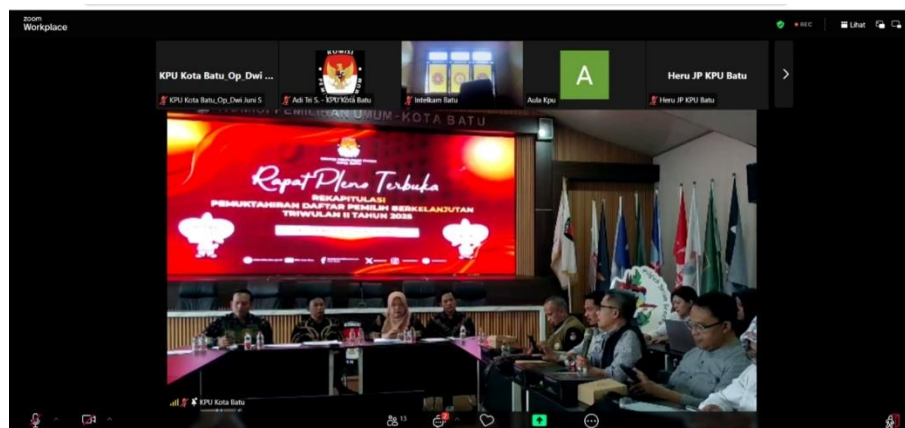 zoom
Workplace
REC
Lihat
KPU Kota Batu_Op_Dwi ...
A
Heru JP KPU Batu
KPU Kota Batu_Op_Dwi Juni S
Adi Tri S. - KPU Kota Batu
Intelkam Batu
Aula Kpu
Heru JP KPU Batu
PEMILIHAN UMUM-KOTA BATU
Rapat Pleno Terbuka
REKAPITULASI
PEMUKTAHIRAN DAFTAR PEMILIH BERKELANJUTAN
TRIWULAN II TAHUN 2025
KPU Kota Batu
13
2